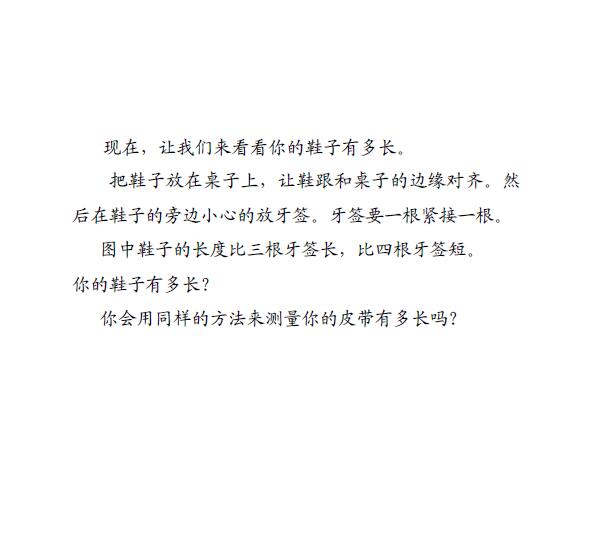 现在，让我们来看看你的鞋子有多长。
把鞋子放在桌子上，让鞋跟和桌子的边缘对齐。然
后在鞋子的旁边小心的放牙签。牙签要一根紧接一根。
图中鞋子的长度比三根牙签长，比四根牙签短。
你的鞋子有多长？
你会用同样的方法来测量你的皮带有多长吗？